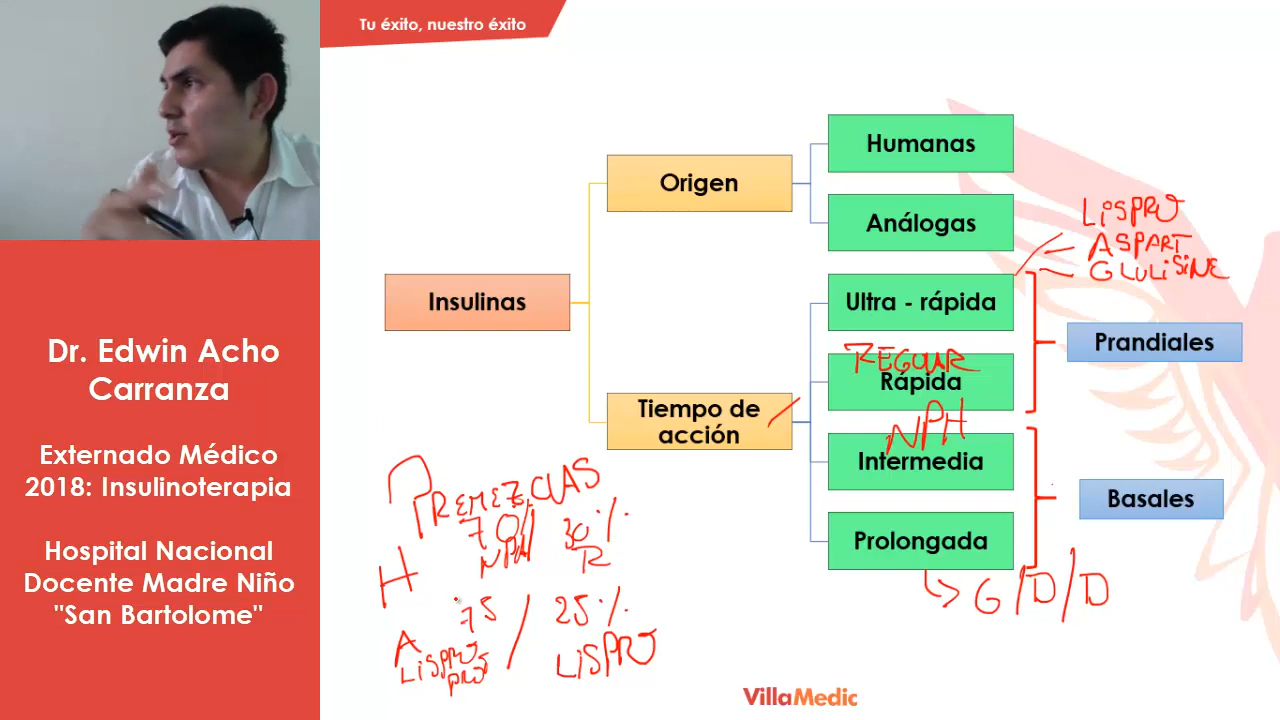 Tu éxito, nuestro éxito
Dr. Edwin Acho
Carranza
Externado Médico
2018: Insulinoterapia
Hospital Nacional
Docente Madre Niño
"San Bartolome"
Insulinas
Origen
Humanas
Análogas
Tiempo de
acción
Ultra - rápida
Rápida
Intermedia
Prolongada
Prandiales
Basales
LISPRO
ASPART
GLULISINE
REGULAR
NPH
G/D/D
PREMEZCLAS
70/ 30%
H NPH R
75 / 25%
A
LISPRO LISPRO
PROT
VillaMedic